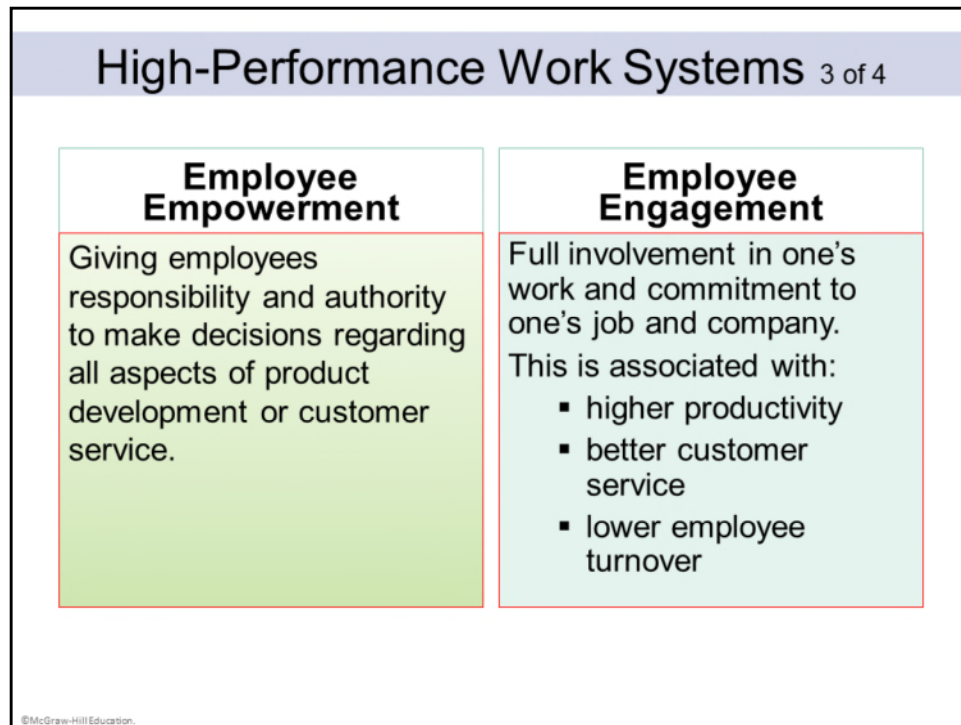 High-Performance Work Systems 3 of 4
Employee
Empowerment
Giving employees
responsibility and authority
to make decisions regarding
all aspects of product
development or customer
service.
Employee
Engagement
Full involvement in one’s
work and commitment to
one’s job and company.
This is associated with:
▪ higher productivity
▪ better customer
service
▪ lower employee
turnover
©McGraw-Hill Education.